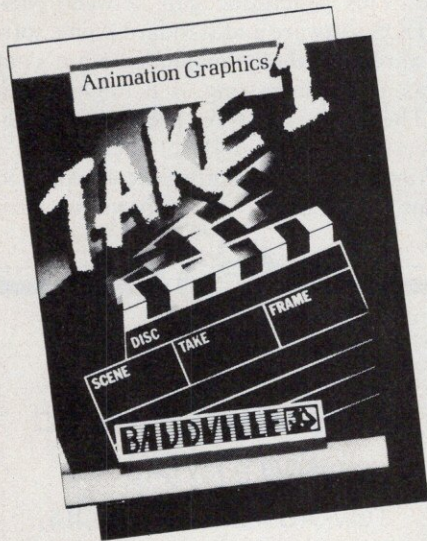 Animation Graphics
TAKE 1
DISC
SCENE
TAKE
FRAME
BAUDVILLE